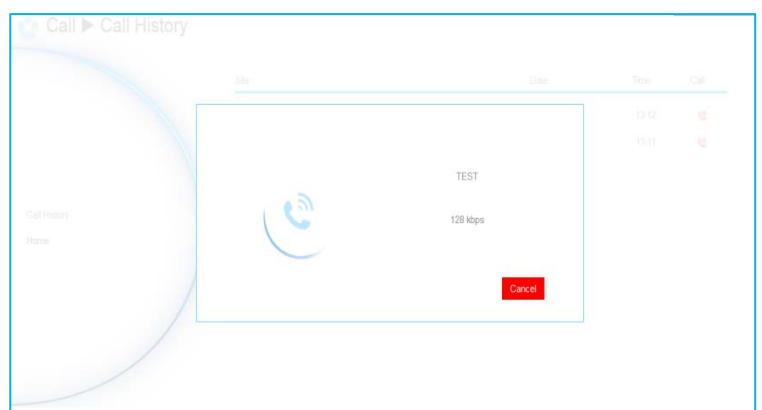 Call ▶ Call History
Site Date Time Call
13:12
13:11
TEST
Call History
128 kbps
Home
Cancel